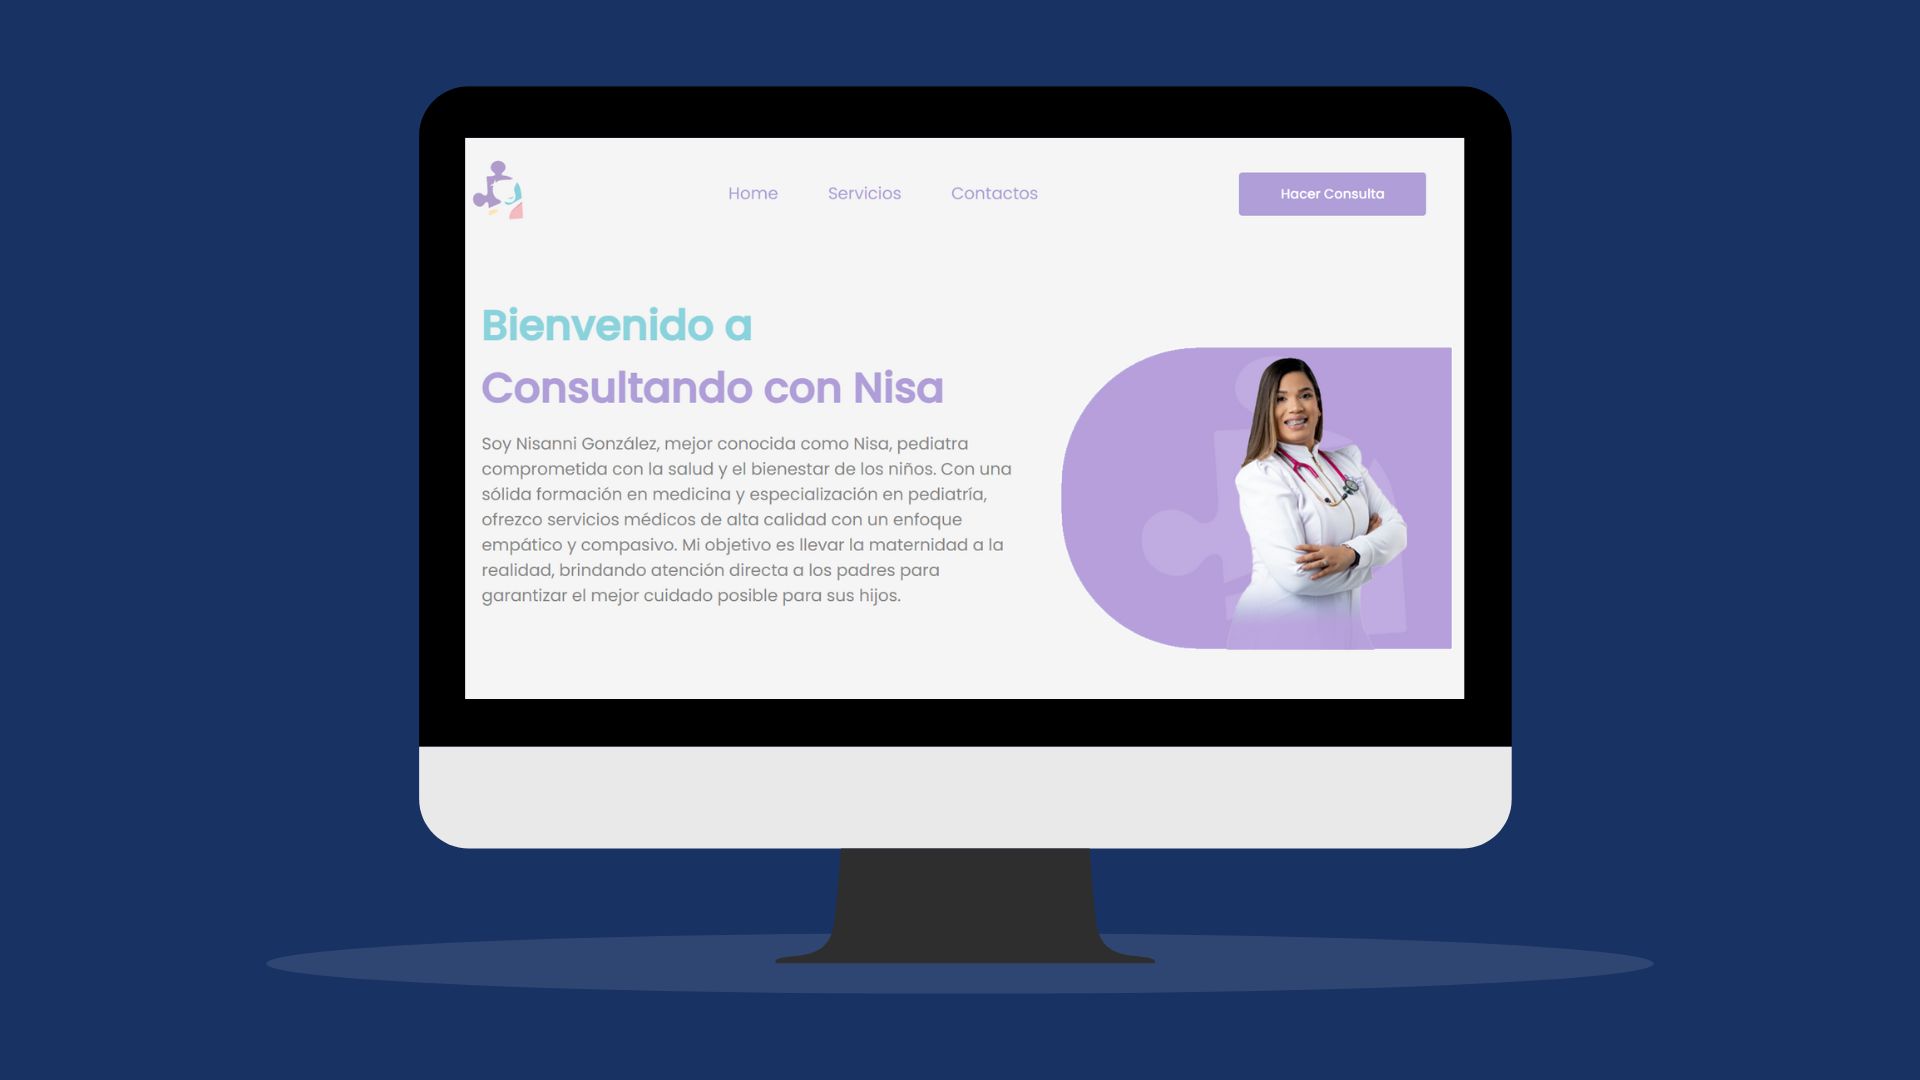 Home Servicios Contactos Hacer Consulta
Bienvenido a
Consultando con Nisa
Soy Nisanni González, mejor conocida como Nisa, pediatra
comprometida con la salud y el bienestar de los niños. Con una
sólida formación en medicina y especialización en pediatría,
ofrezco servicios médicos de alta calidad con un enfoque
empático y compasivo. Mi objetivo es llevar la maternidad a la
realidad, brindando atención directa a los padres para
garantizar el mejor cuidado posible para sus hijos.